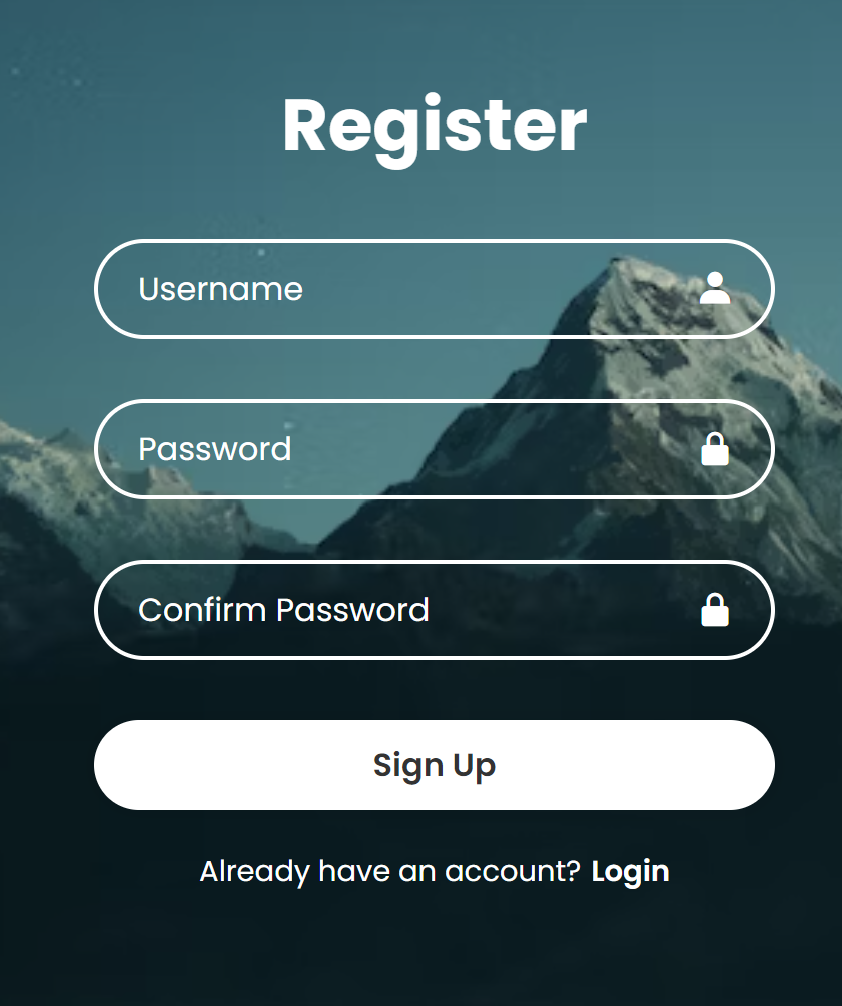 Register
Username
Password
Confirm Password
Sign Up
Already have an account? Login